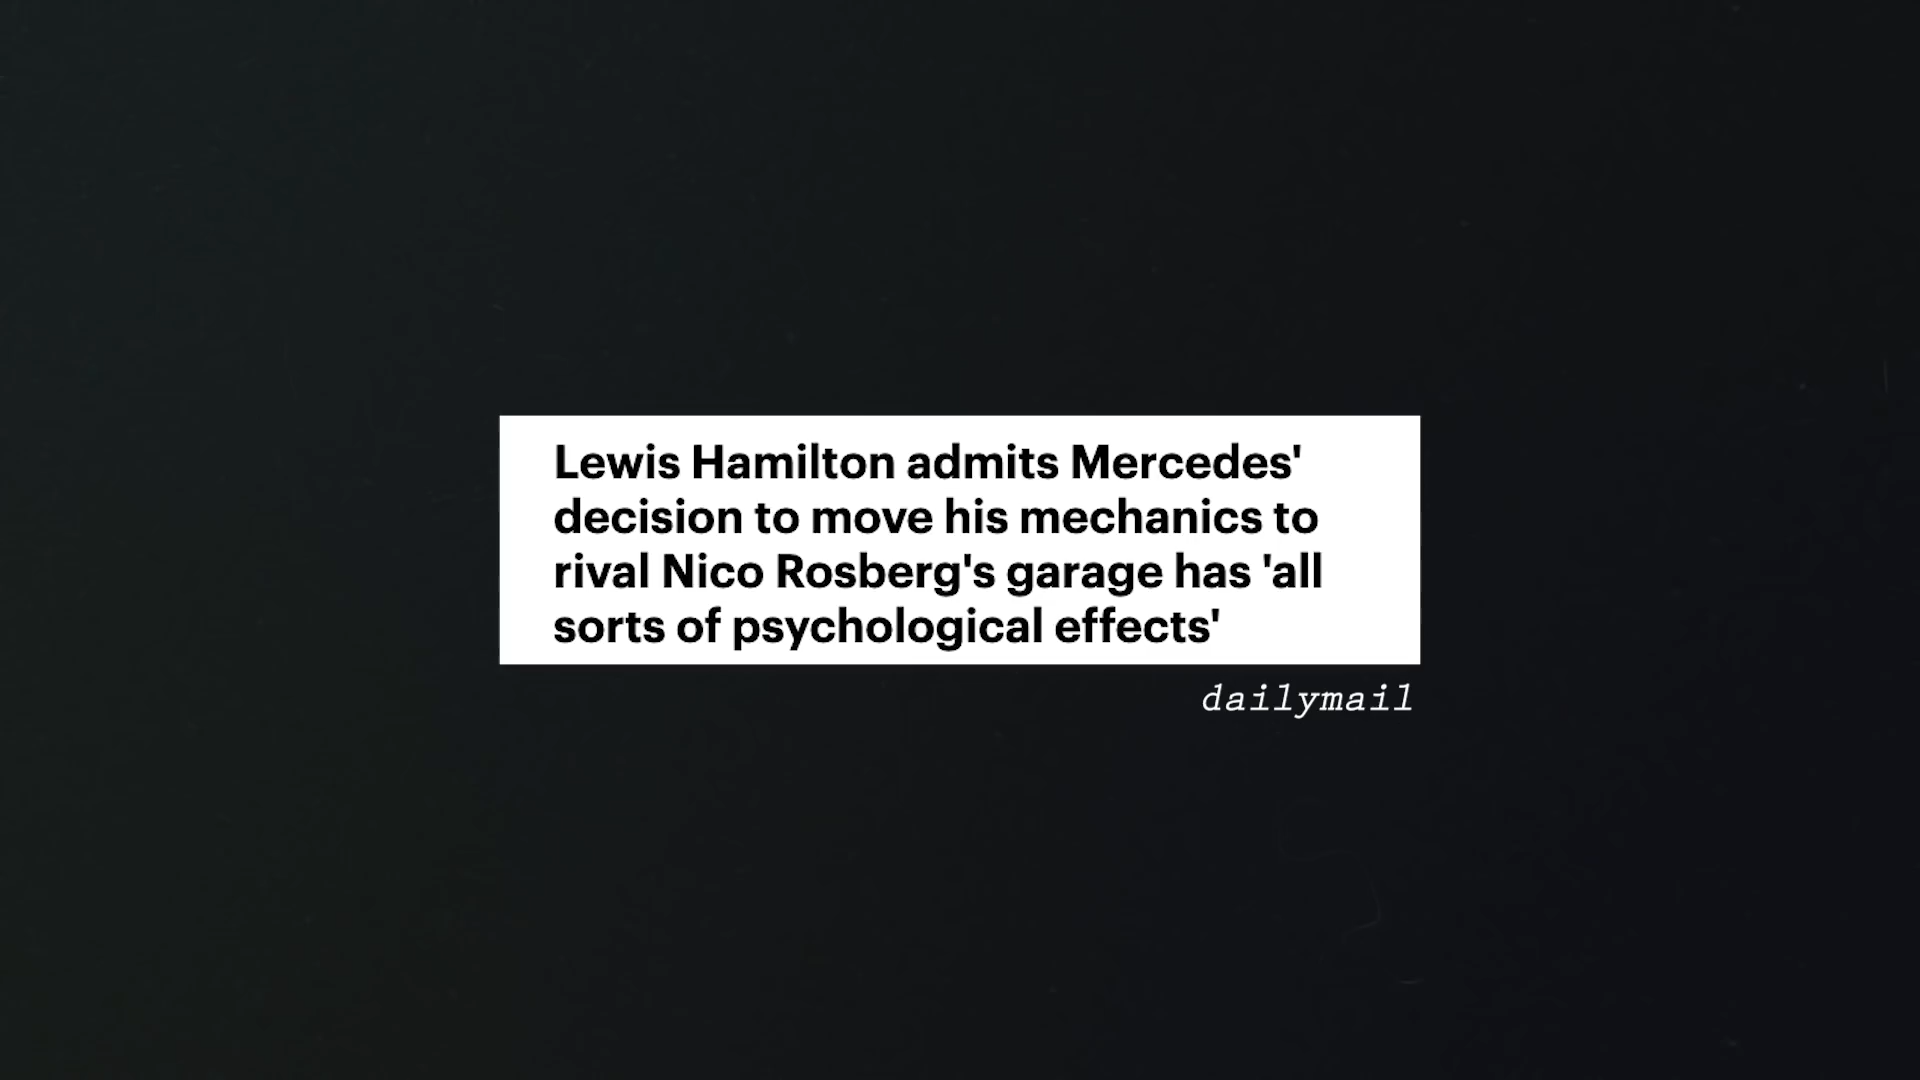 Lewis Hamilton admits Mercedes'
decision to move his mechanics to
rival Nico Rosberg's garage has 'all
sorts of psychological effects'
dailymail